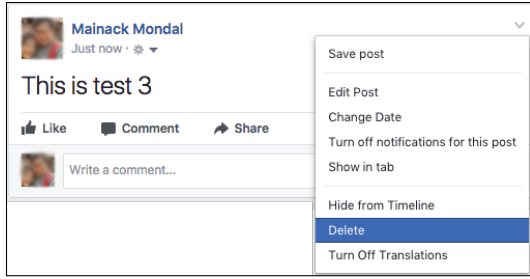 Mainack Mondal
Just now ·
This is test 3
Like Comment Share
Write a comment...
Save post
Edit Post
Change Date
Turn off notifications for this post
Show in tab
Hide from Timeline
Delete
Turn Off Translations